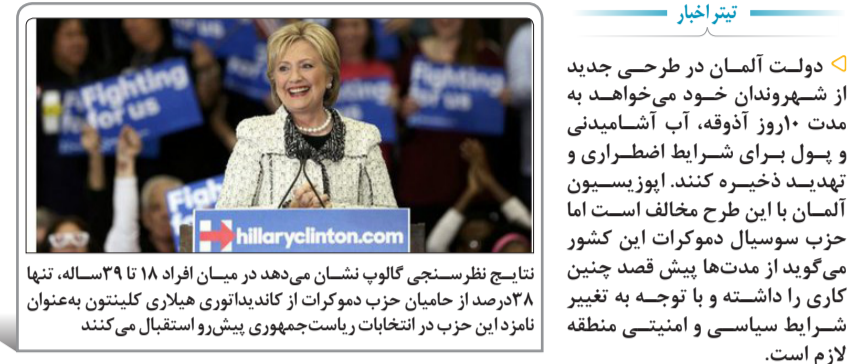 تیتر اخبار
دولت آلمان در طرحی جدید
از شهروندان خود می‌خواهد به
مدت ۱۰روز آذوقه، آب آشامیدنی
و پول برای شرایط اضطراری و
تهدید ذخیره کنند. اپوزیسیون
آلمان با این طرح مخالف است اما
حزب سوسیال دموکرات این کشور
می‌گوید از مدت‌ها پیش قصد چنین
کاری را داشته و با توجه به تغییر
شرایط سیاسی و امنیتی منطقه
لازم است.
Fighting
for us
Fighting
for us
Figh
hillaryclinton.com
نتایج نظرسنجی گالوپ نشان می‌دهد در میان افراد ۱۸ تا ۳۹ساله، تنها
۳۸درصد از حامیان حزب دموکرات از کاندیداتوری هیلاری کلینتون به‌عنوان
نامزد این حزب در انتخابات ریاست‌جمهوری پیش‌رو استقبال می‌کنند